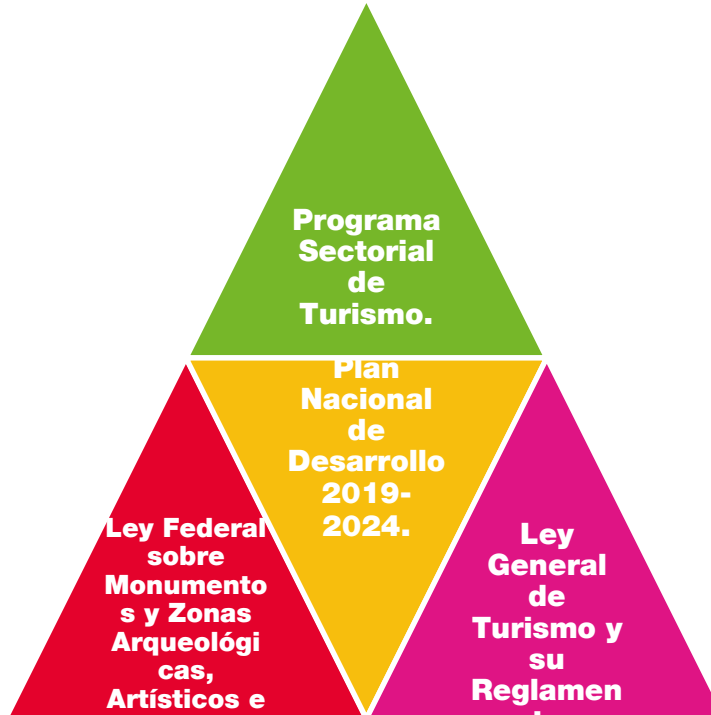 Programa
Sectorial
de
Turismo.
Plan
Nacional
de
Desarrollo
2019-
2024.
Ley Federal
sobre
Monumento
s y Zonas
Arqueológi
cas,
Artísticos e
Ley
General
de
Turismo y
su
Reglamen